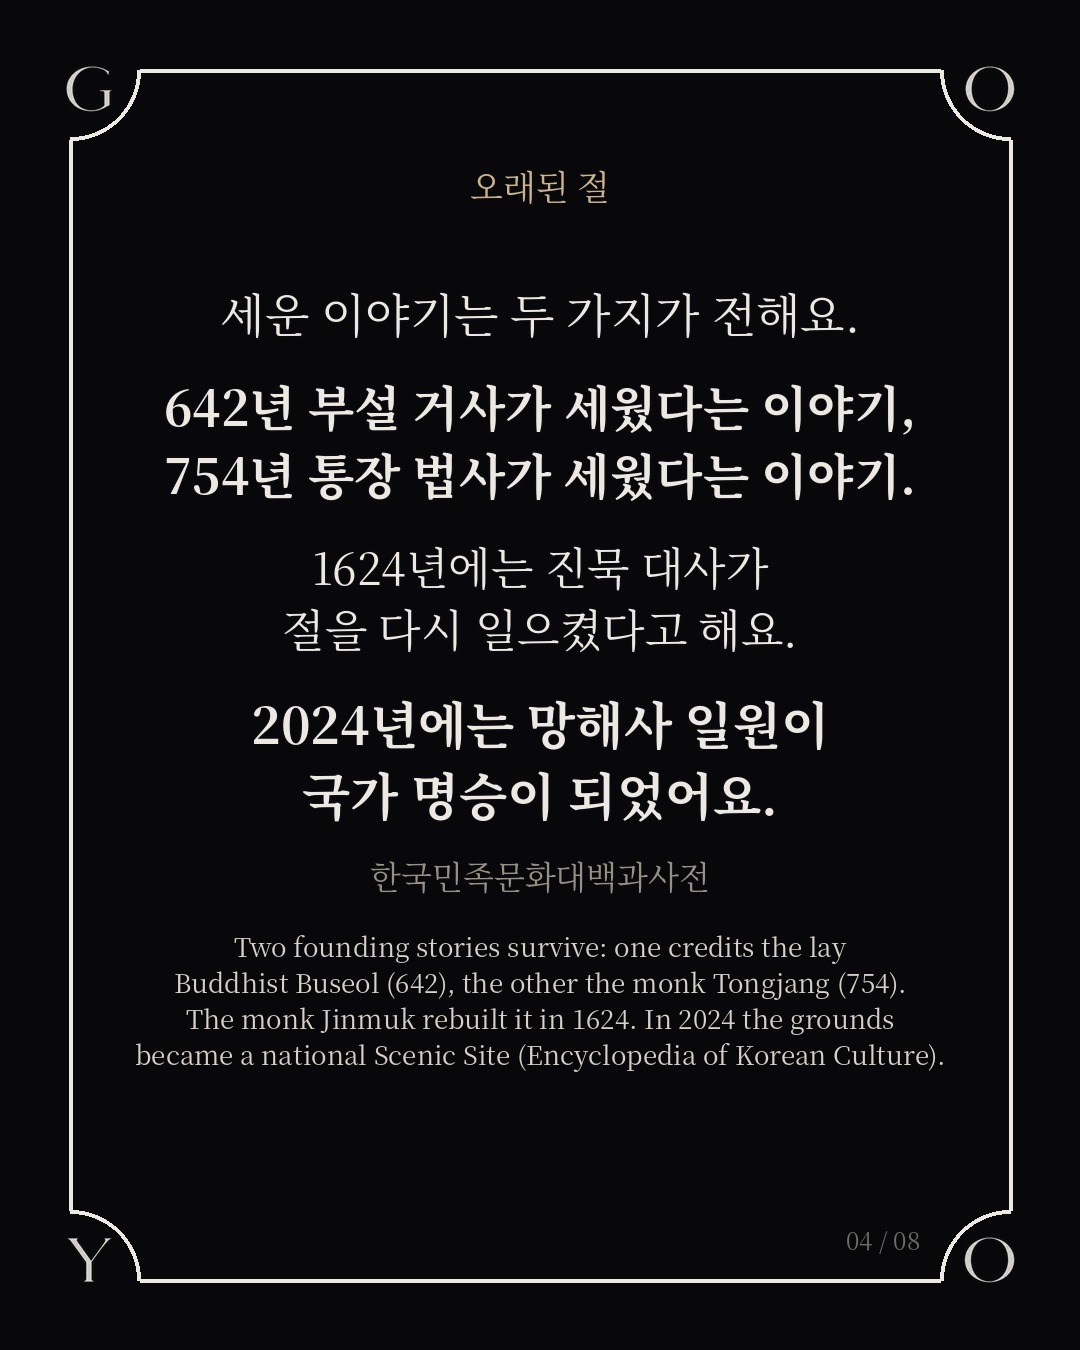 G O
오래된 절
세운 이야기는 두 가지가 전해요.
642년 부설 거사가 세웠다는 이야기,
754년 통장 법사가 세웠다는 이야기.
1624년에는 진묵 대사가
절을 다시 일으켰다고 해요.
2024년에는 망해사 일원이
국가 명승이 되었어요.
한국민족문화대백과사전
Two founding stories survive: one credits the lay
Buddhist Buseol (642), the other the monk Tongjang (754).
The monk Jinmuk rebuilt it in 1624. In 2024 the grounds
became a national Scenic Site (Encyclopedia of Korean Culture).
04 / 08
Y O